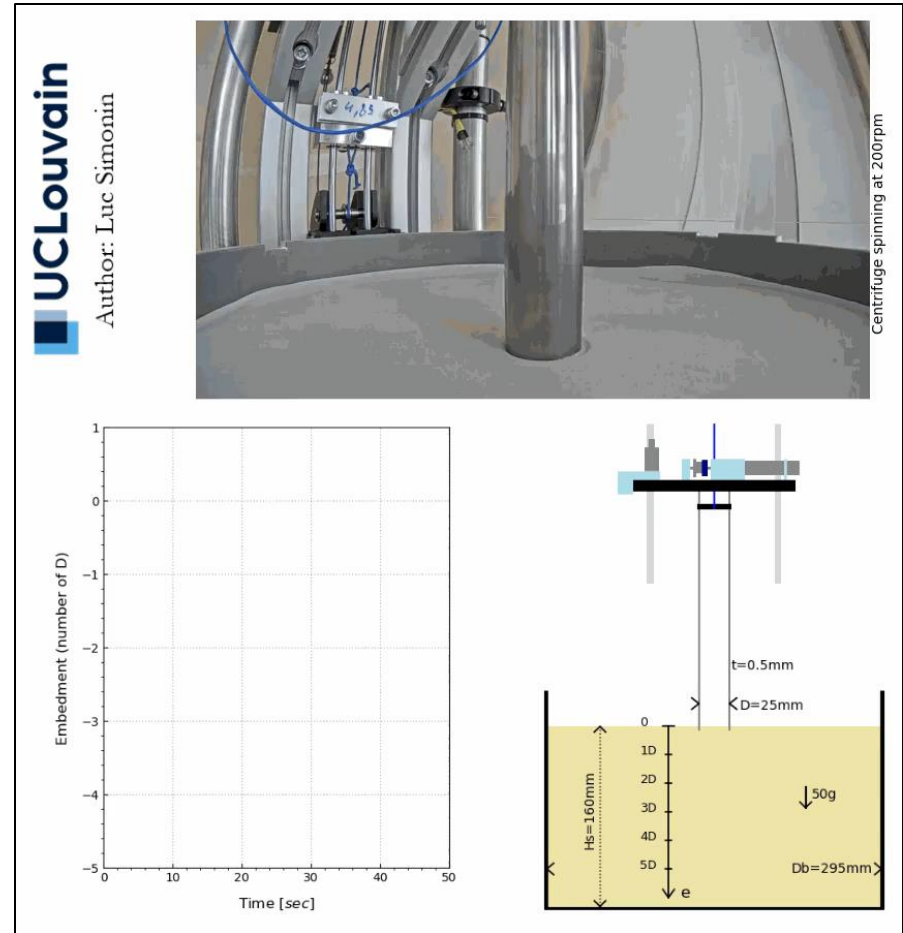 UCLouvain
Author: Luc Simonin
4,85
Centrifuge spinning at 200rpm
1
0
−1
−2
−3
−4
−5
0 10 20 30 40 50
Embedment (number of D)
Time [sec]
t=0.5mm
D=25mm
0
1D
2D
3D
4D
5D
e
Hs=160mm
50g
Db=295mm